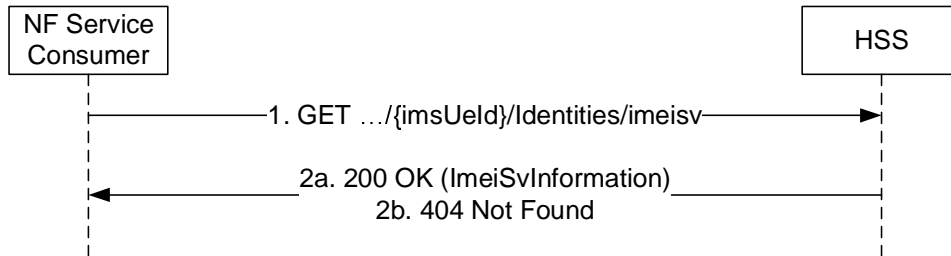 NF Service
Consumer
HSS
1. GET …/{imsUeId}/Identities/imeisv
2a. 200 OK (ImeiSvInformation)
2b. 404 Not Found